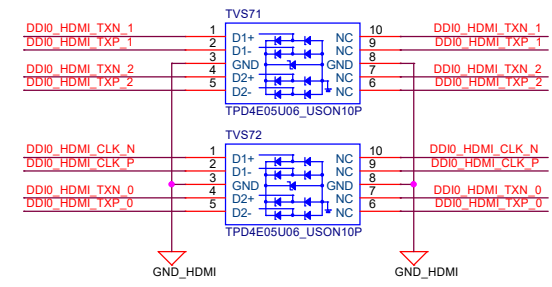 TVS71
DDI0_HDMI_TXN_1 1 D1+ NC 10 DDI0_HDMI_TXN_1
DDI0_HDMI_TXP_1 2 D1- NC 9 DDI0_HDMI_TXP_1
3 GND GND 8
DDI0_HDMI_TXN_2 4 D2+ NC 7 DDI0_HDMI_TXN_2
DDI0_HDMI_TXP_2 5 D2- NC 6 DDI0_HDMI_TXP_2
TPD4E05U06_USON10P
TVS72
DDI0_HDMI_CLK_N 1 D1+ NC 10 DDI0_HDMI_CLK_N
DDI0_HDMI_CLK_P 2 D1- NC 9 DDI0_HDMI_CLK_P
3 GND GND 8
DDI0_HDMI_TXN_0 4 D2+ NC 7 DDI0_HDMI_TXN_0
DDI0_HDMI_TXP_0 5 D2- NC 6 DDI0_HDMI_TXP_0
TPD4E05U06_USON10P
GND_HDMI GND_HDMI